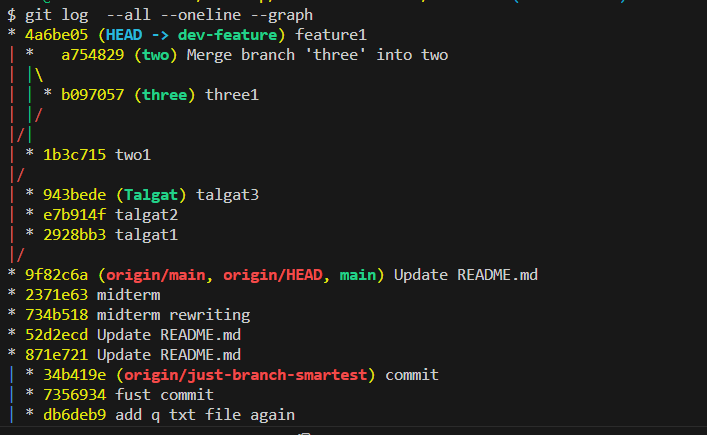 $ git log  --all --oneline --graph
* 4a6be05 (HEAD -> dev-feature) feature1
| *   a754829 (two) Merge branch 'three' into two
| |\
| | * b097057 (three) three1
| |/
|/|
| * 1b3c715 two1
|/
| * 943bede (Talgat) talgat3
| * e7b914f talgat2
| * 2928bb3 talgat1
|/
* 9f82c6a (origin/main, origin/HEAD, main) Update README.md
* 2371e63 midterm
* 734b518 midterm rewriting
* 52d2ecd Update README.md
* 871e721 Update README.md
| * 34b419e (origin/just-branch-smartest) commit
| * 7356934 fust commit
| * db6deb9 add q txt file again